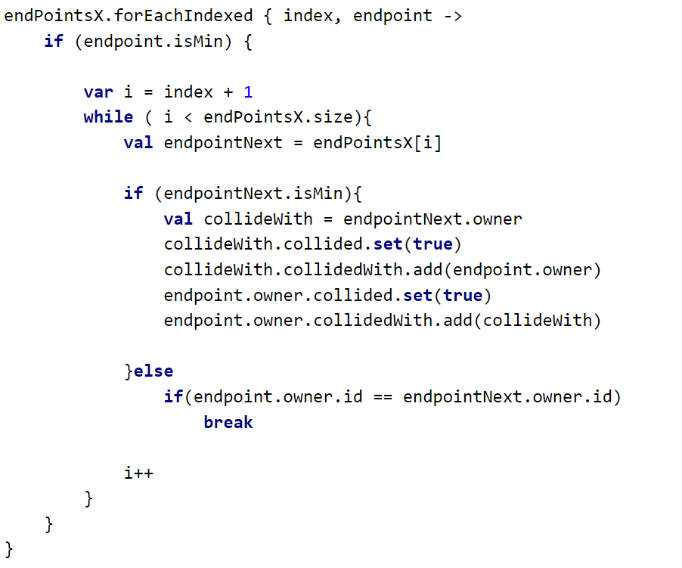 endPointsX.forEachIndexed { index, endpoint ->
    if (endpoint.isMin) {
        var i = index + 1
        while ( i < endPointsX.size){
            val endpointNext = endPointsX[i]
            if (endpointNext.isMin){
                val collideWith = endpointNext.owner
                collideWith.collided.set(true)
                collideWith.collidedWith.add(endpoint.owner)
                endpoint.owner.collided.set(true)
                endpoint.owner.collidedWith.add(collideWith)
            }else
                if(endpoint.owner.id == endpointNext.owner.id)
                    break
            i++
        }
    }
}